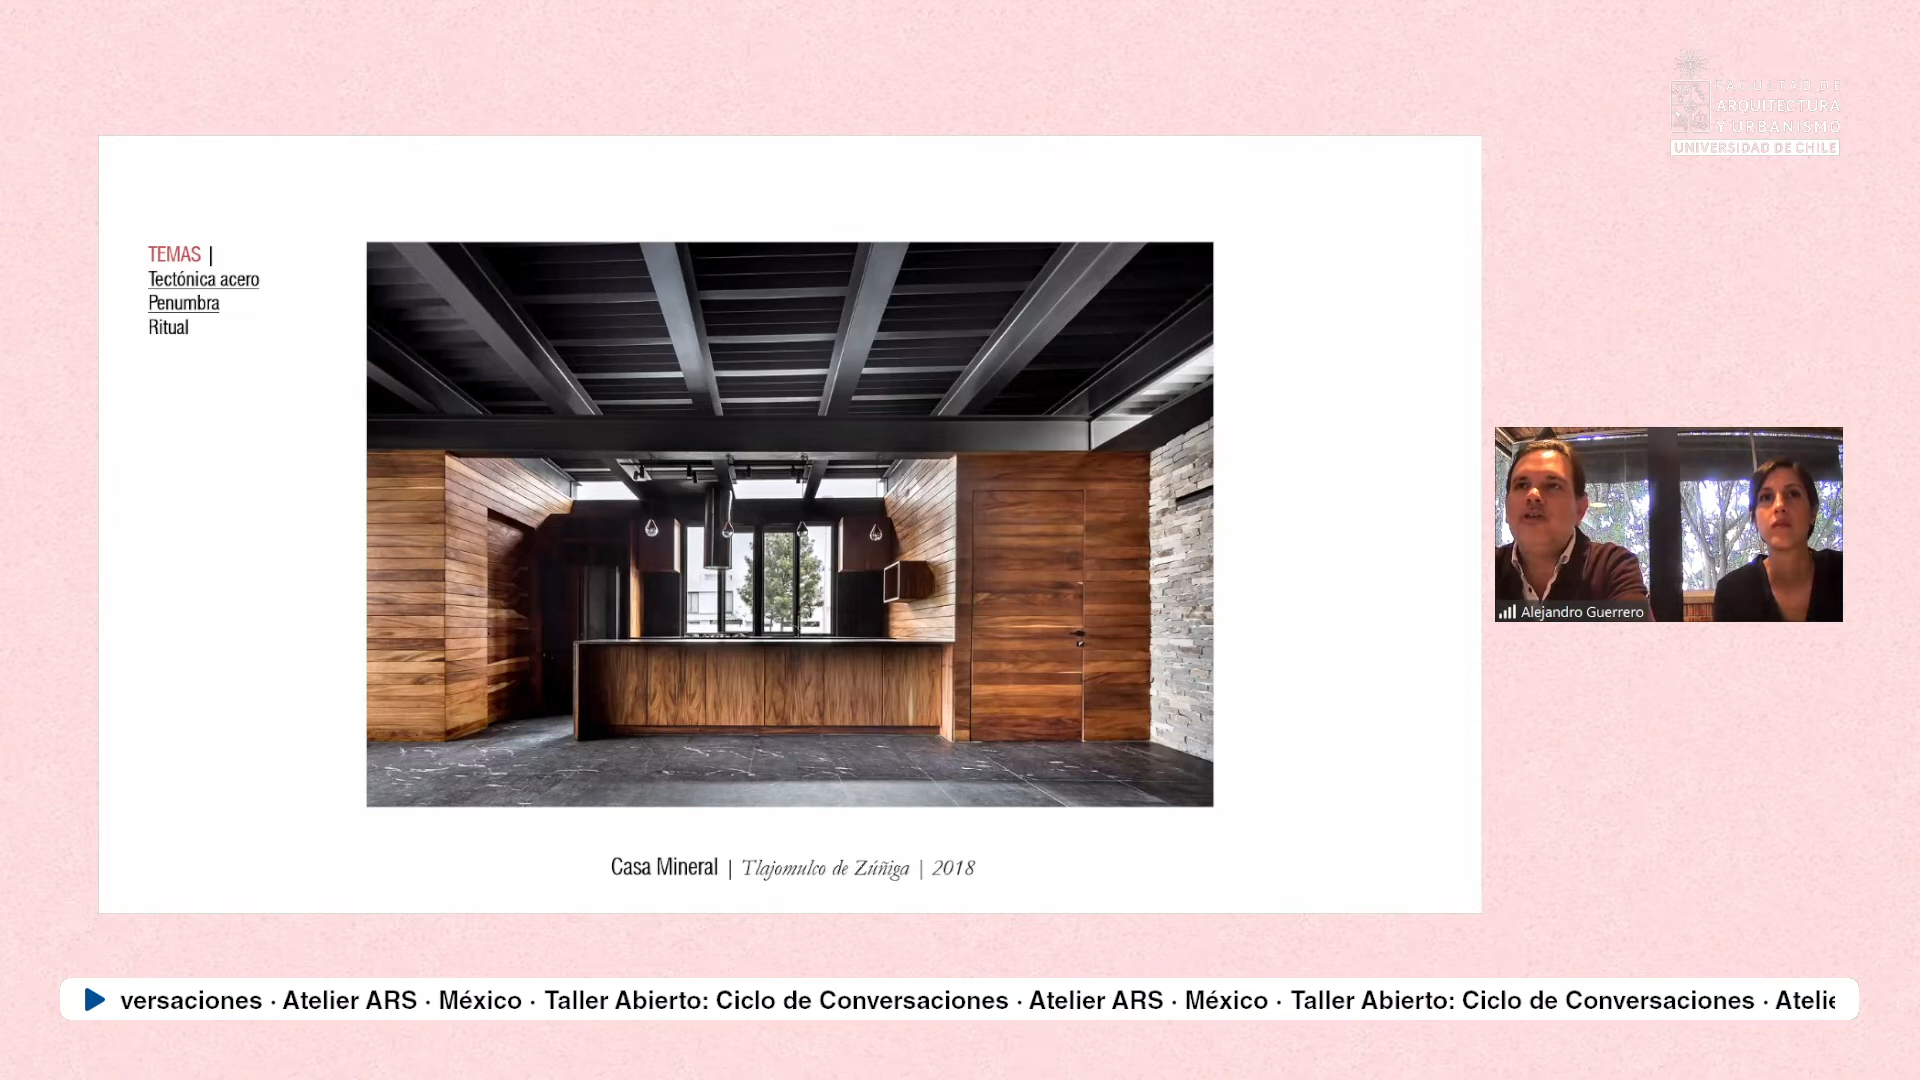 FACULTAD DE
ARQUITECTURA
Y URBANISMO
UNIVERSIDAD DE CHILE
TEMAS |
Tectónica acero
Penumbra
Ritual
Alejandro Guerrero
Casa Mineral | Tlajomulco de Zúñiga | 2018
versaciones · Atelier ARS · México · Taller Abierto: Ciclo de Conversaciones · Atelier ARS · México · Taller Abierto: Ciclo de Conversaciones · Atelie